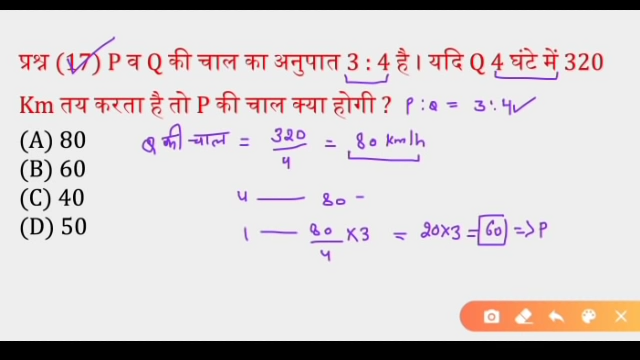 प्रश्न (17) P व Q की चाल का अनुपात 3 : 4 है । यदि Q 4 घंटे में 320
Km तय करता है तो P की चाल क्या होगी ? P : Q = 3 : 4
(A) 80
Q की चाल = 320/4 = 80 km/h
(B) 60
(C) 40
4 — 80
(D) 50
1 — 80/4 × 3 = 20×3 = 60 => P